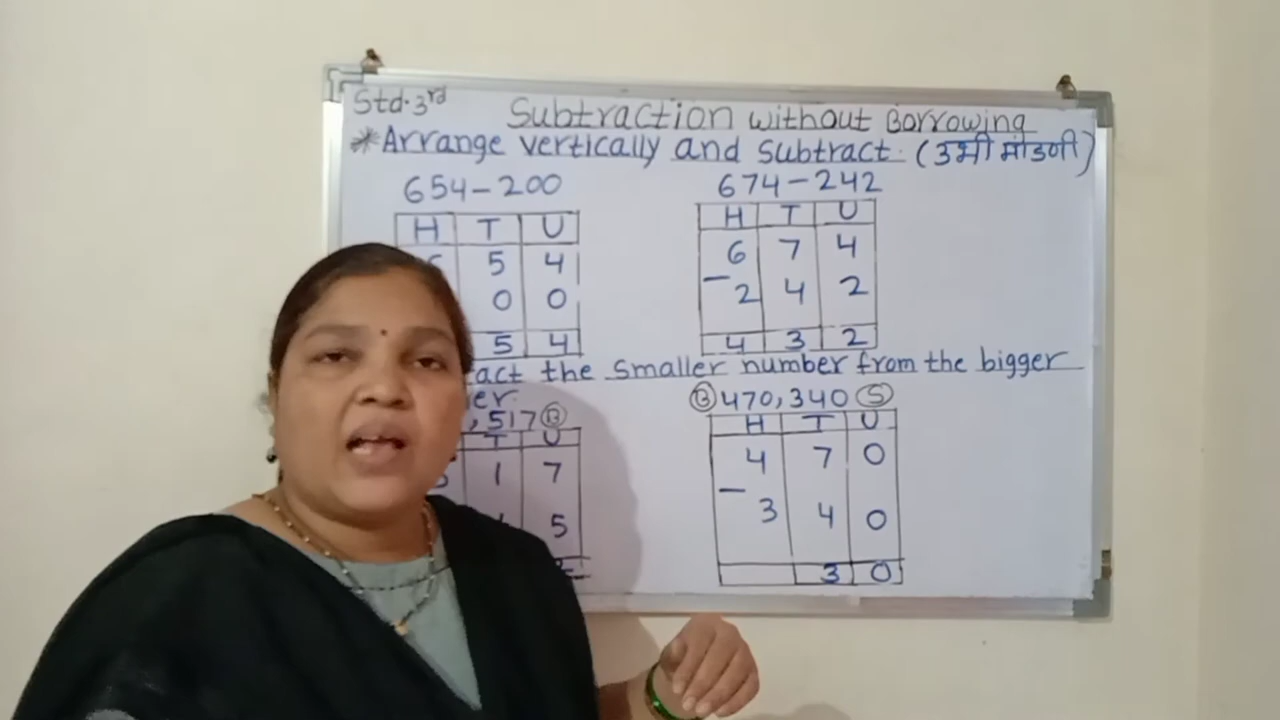 Std. 3rd Subtraction without Borrowing
*Arrange vertically and subtract. (उभी मांडणी)
654-200 674-242
H T U H T U
5 4 6 7 4
0 0 - 2 4 2
5 4 4 3 2
the smaller number from the bigger
, 517 B B 470, 340 S
T U H T U
1 7 4 7 0
5 - 3 4 0
3 0